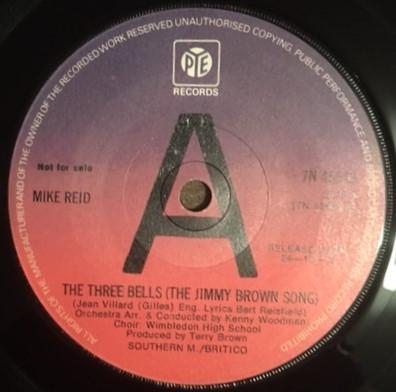 ALL RIGHTS OF THE MANUFACTURER AND OF THE OWNER OF THE RECORDED WORK RESERVED UNAUTHORISED COPYING, PUBLIC PERFORMANCE AND
PYE
RECORDS
Not for sale
MIKE REID
A
7N
RELEASE
THE THREE BELLS (THE JIMMY BROWN SONG)
(Jean Villard (Gilles) Eng. Lyrics Bert Reisfield)
Orchestra Arr. & Conducted by Kenny Woodman
Choir: Wimbledon High School
Produced by Terry Brown
SOUTHERN M./BRITICO